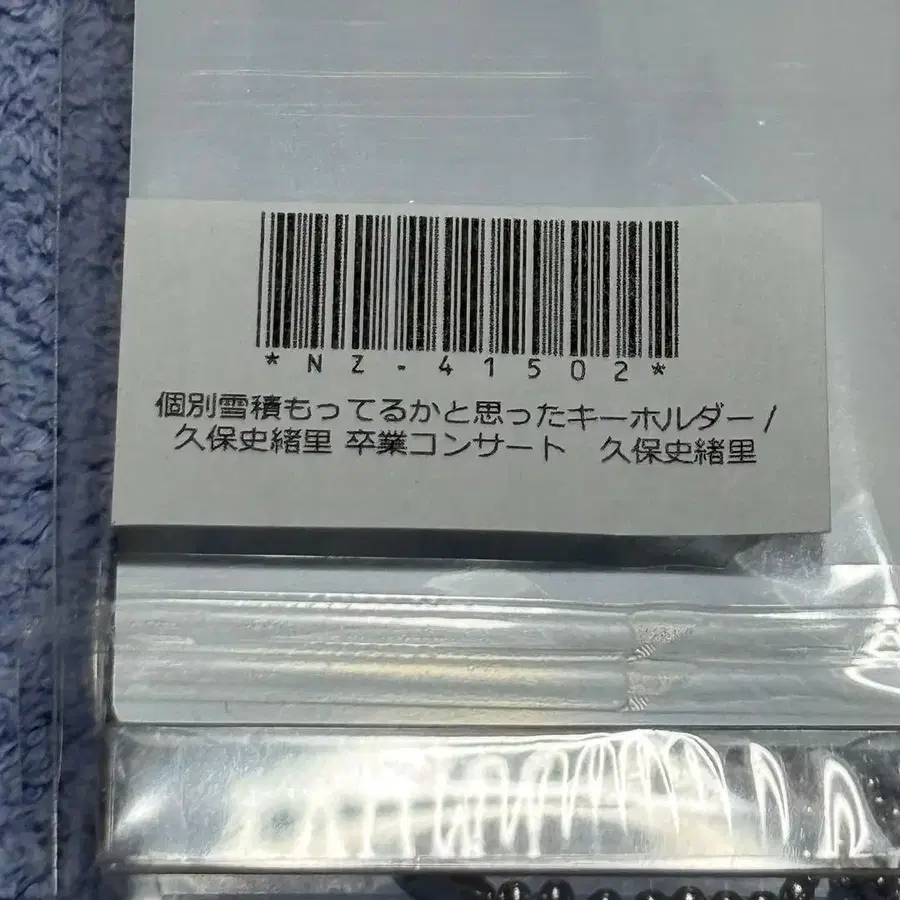 *NZ-41502*
個別雪積もってるかと思ったキーホルダー/
久保史緒里 卒業コンサート　久保史緒里